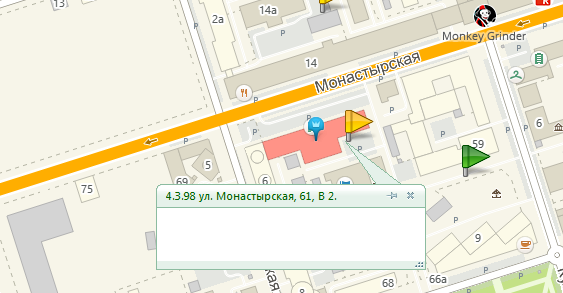 14а
2а
Monkey Grinder
14
Монастырская
Р
Р
Р
Р
59
6
5
69
6
75
4.3.98 ул. Монастырская, 61, В 2.
ская
9
68
66а
Р